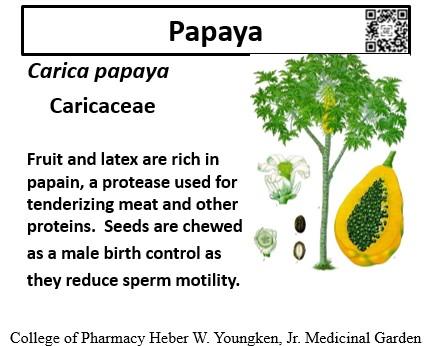 Papaya
Carica papaya
Caricaceae
Fruit and latex are rich in
papain, a protease used for
tenderizing meat and other
proteins.  Seeds are chewed
as a male birth control as
they reduce sperm motility.
College of Pharmacy Heber W. Youngken, Jr. Medicinal Garden